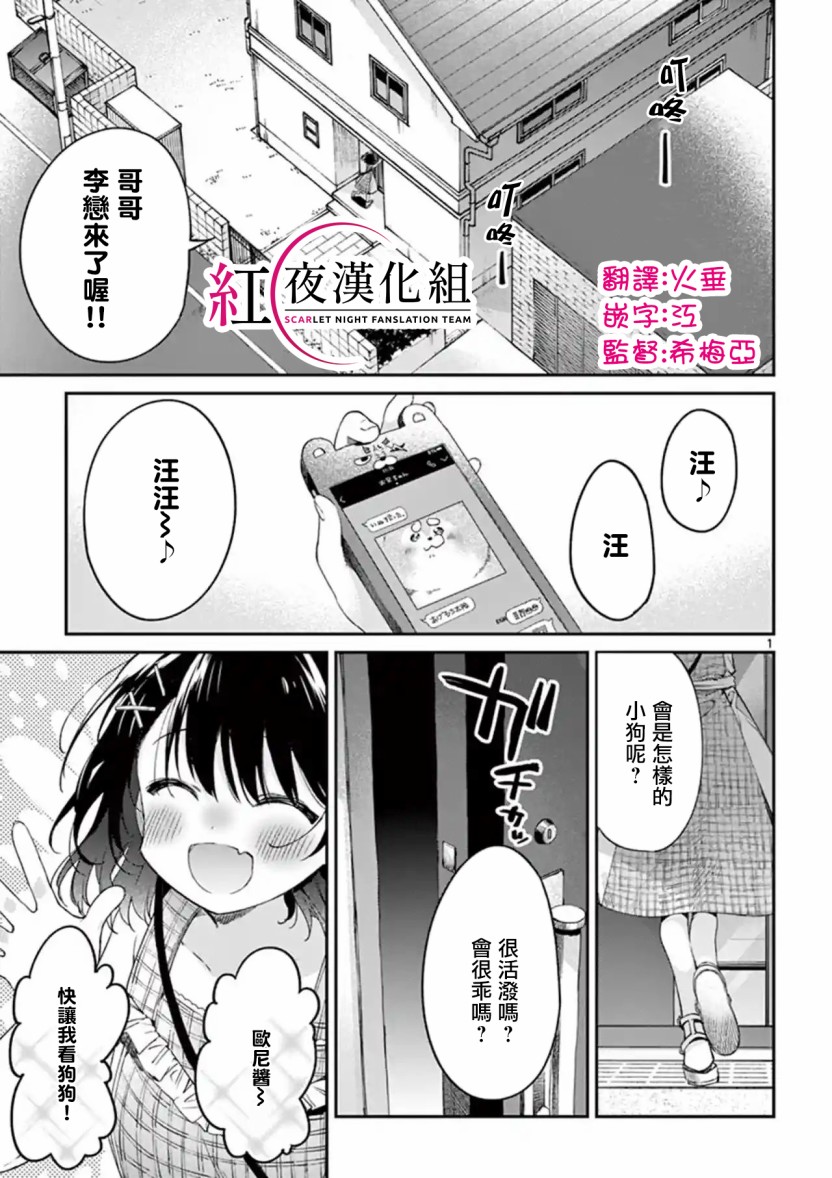 叮咚—
叮咚—
哥哥
李戀來了喔!!
紅夜漢化組
SCARLET NIGHT FANSLATION TEAM
翻譯:火垂
嵌字:江
監督:希梅亞
汪♪
汪
汪
汪~♪
1
會是怎樣的
小狗呢?
ガチャッ
很活潑嗎?
會很乖嗎?
歐尼醬~
快讓我看狗狗!